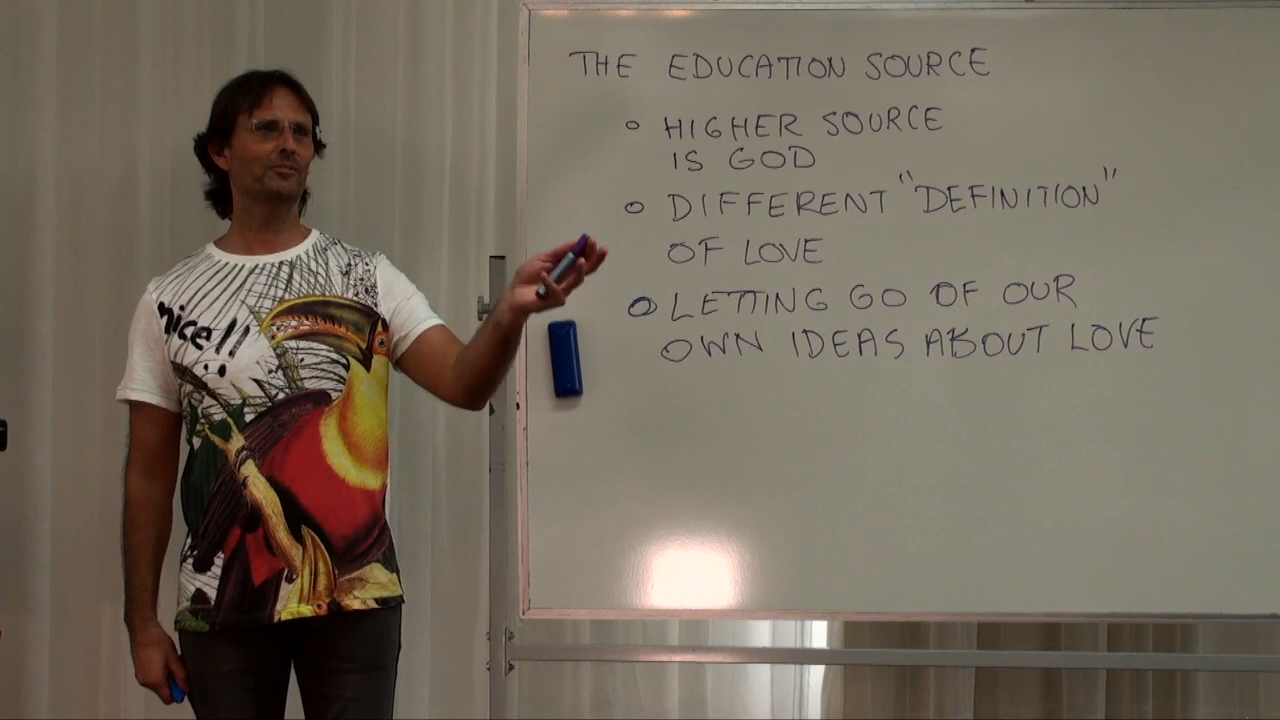 THE EDUCATION SOURCE
○ HIGHER SOURCE
IS GOD
○ DIFFERENT "DEFINITION"
OF LOVE
○ LETTING GO OF OUR
OWN IDEAS ABOUT LOVE
nice!!